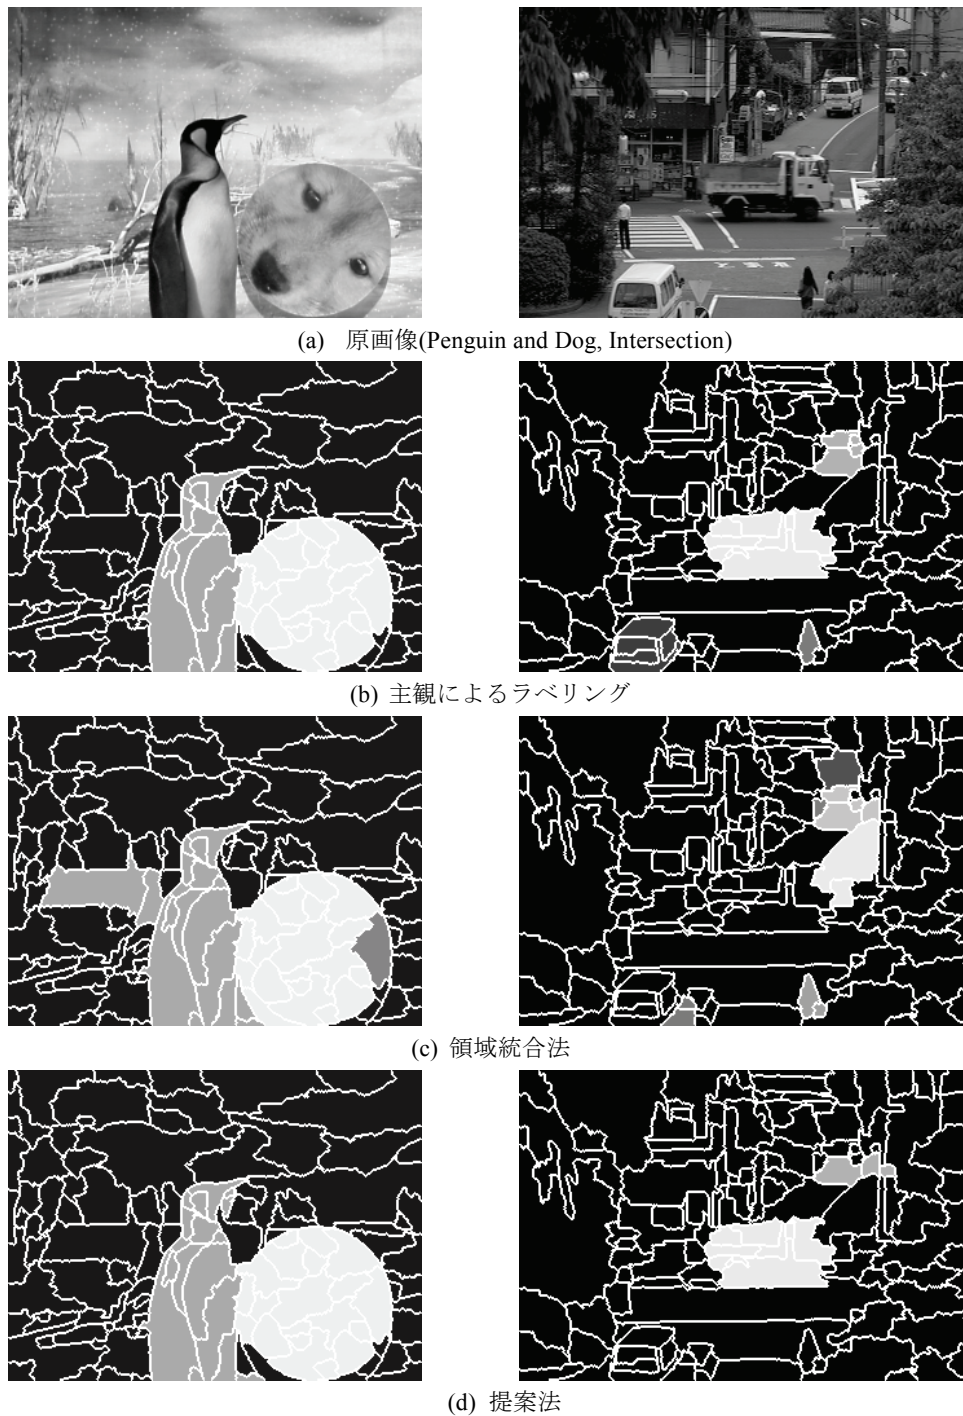 (a) 原画像(Penguin and Dog, Intersection)
(b) 主観によるラベリング
(c) 領域統合法
(d) 提案法